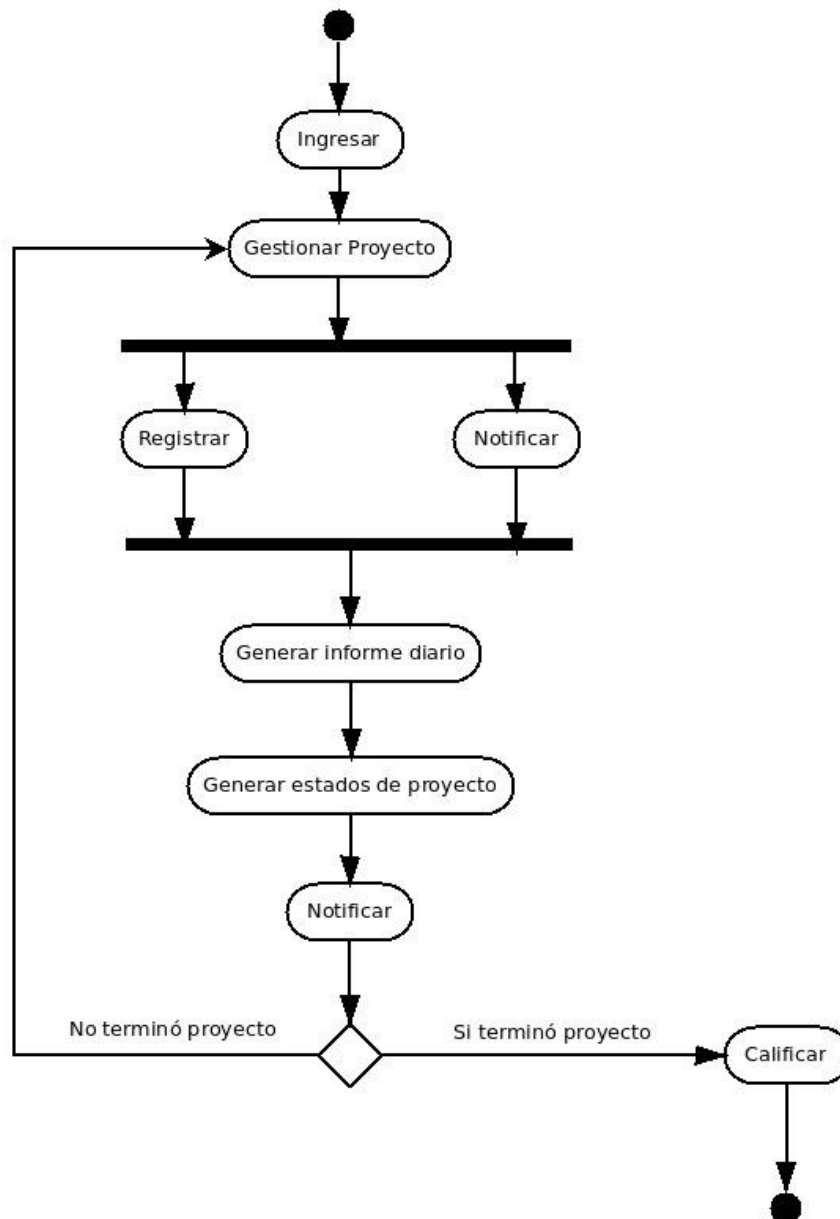 Ingresar
Gestionar Proyecto
Registrar
Notificar
Generar informe diario
Generar estados de proyecto
Notificar
No terminó proyecto
Si terminó proyecto
Calificar